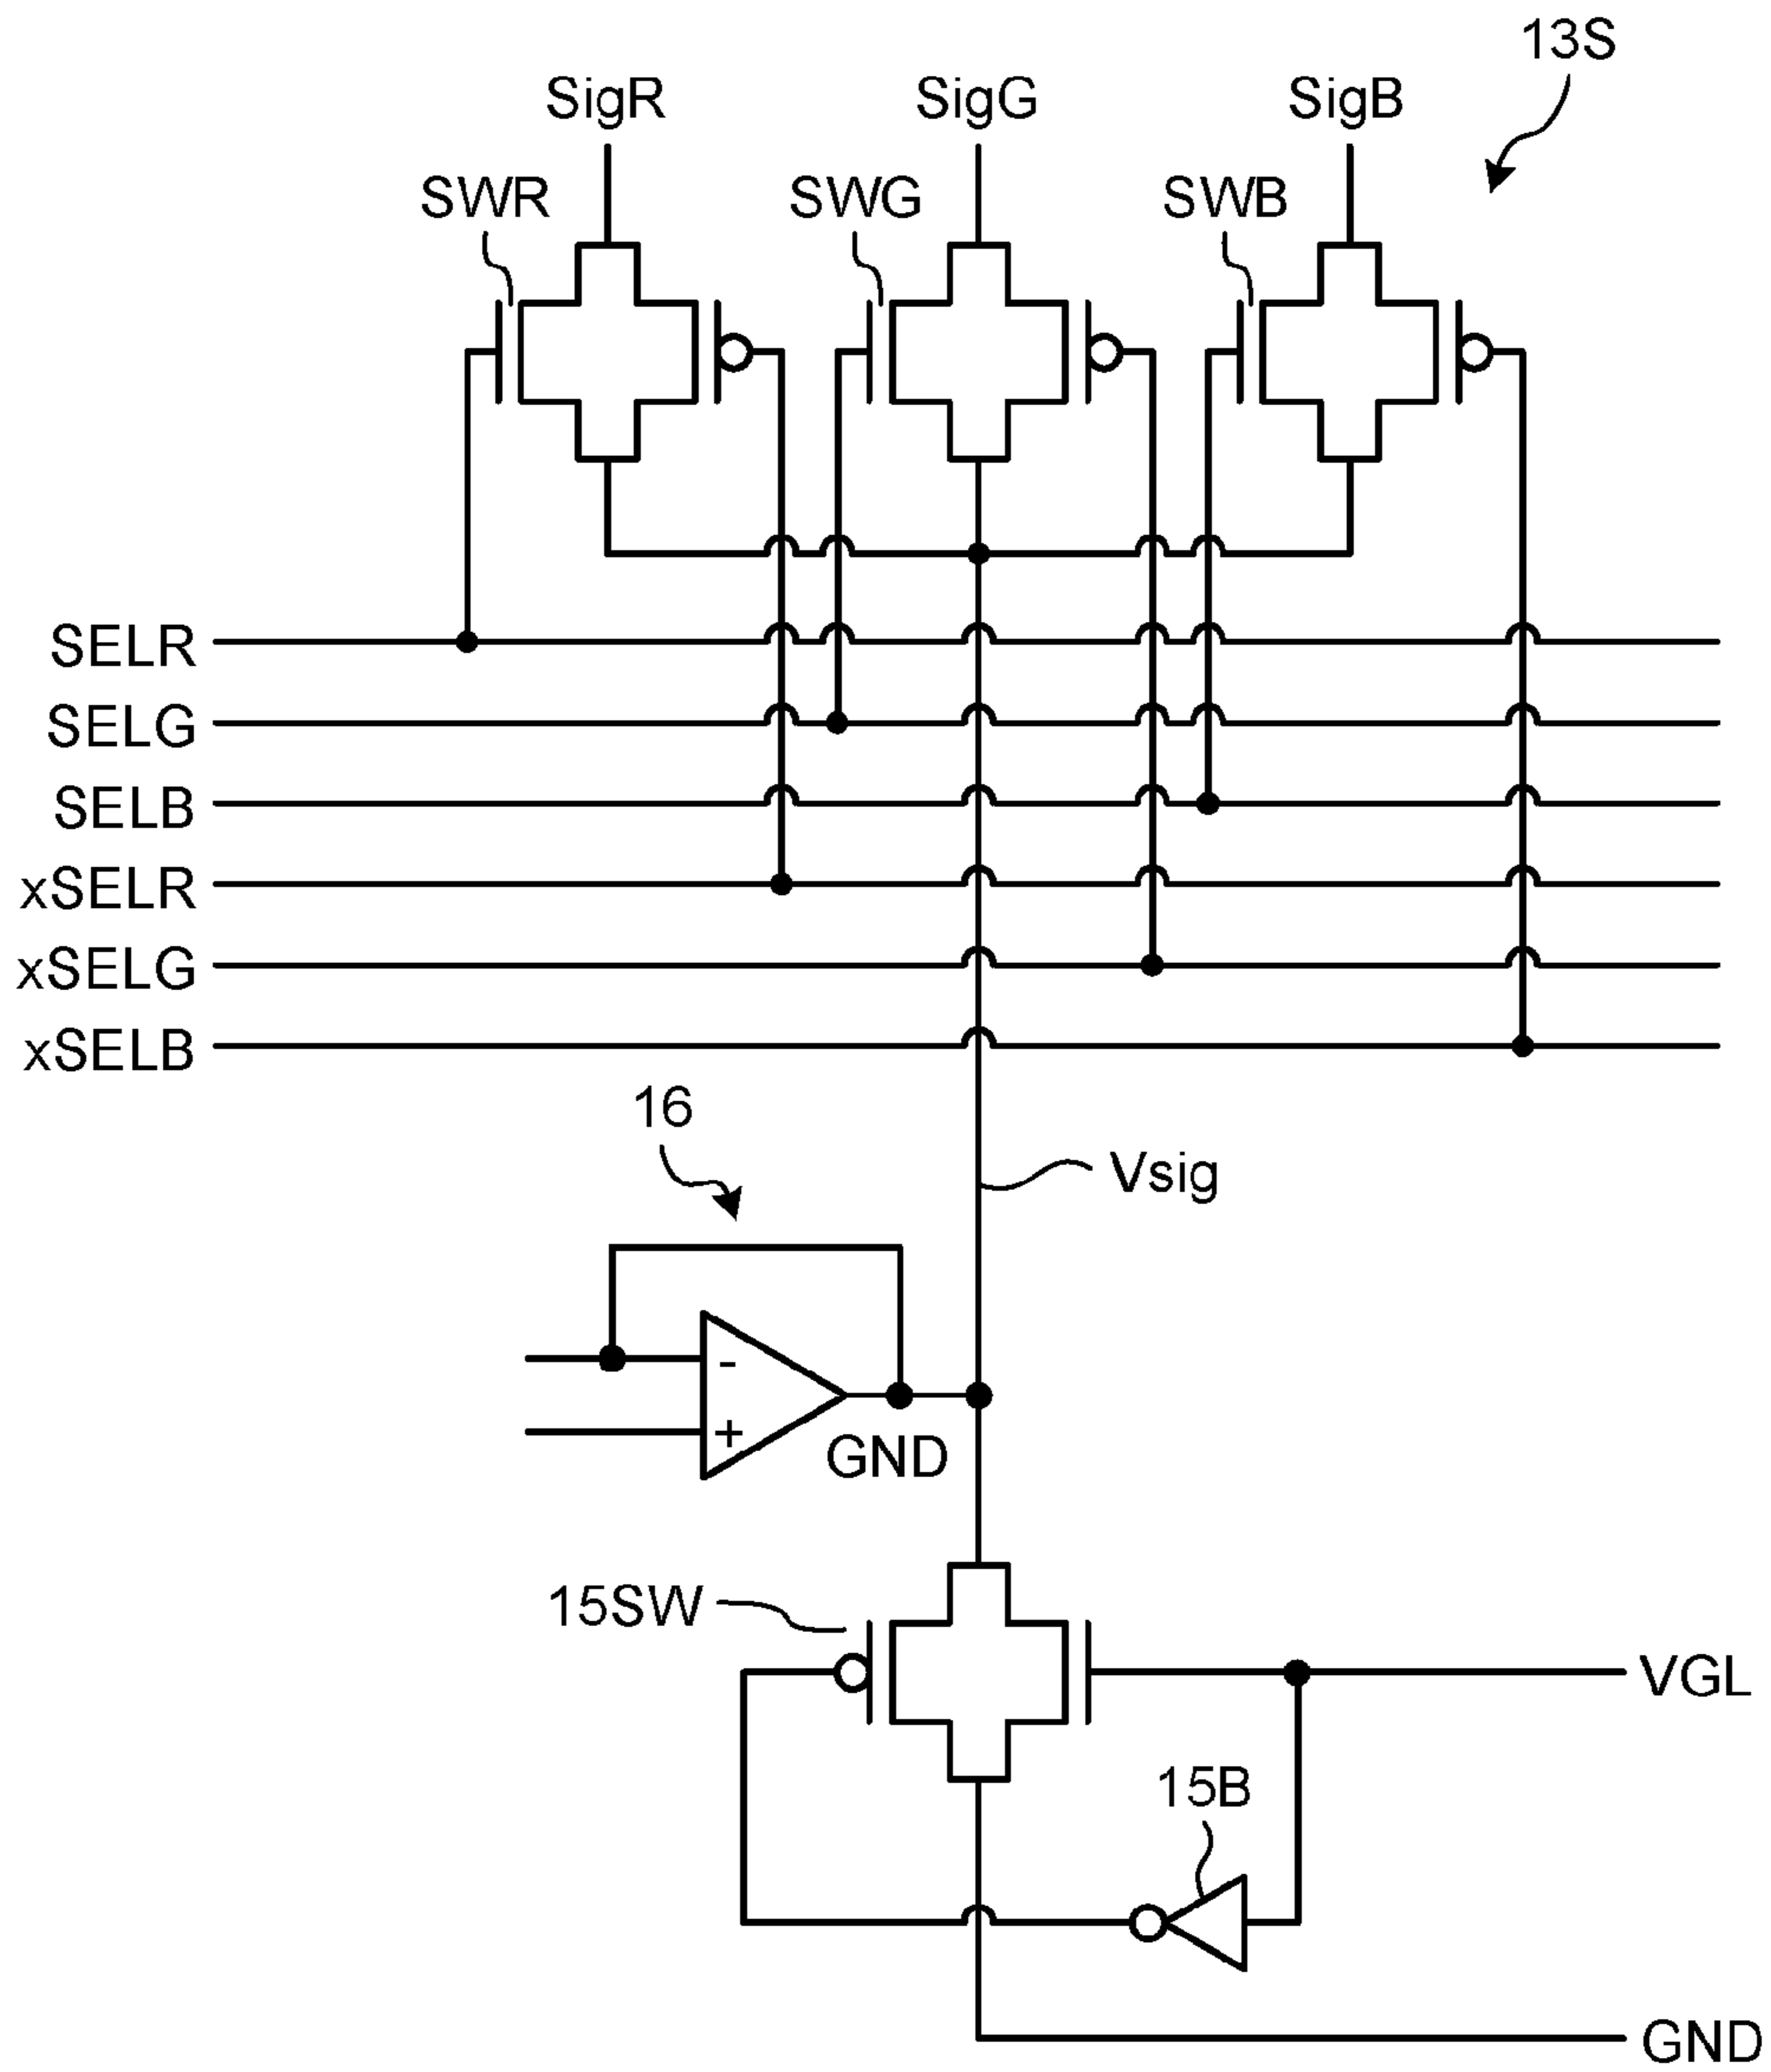 13S
SigR SigG SigB
SWR SWG SWB
SELR
SELG
SELB
xSELR
xSELG
xSELB
16
Vsig
-
+
GND
15SW
VGL
15B
GND